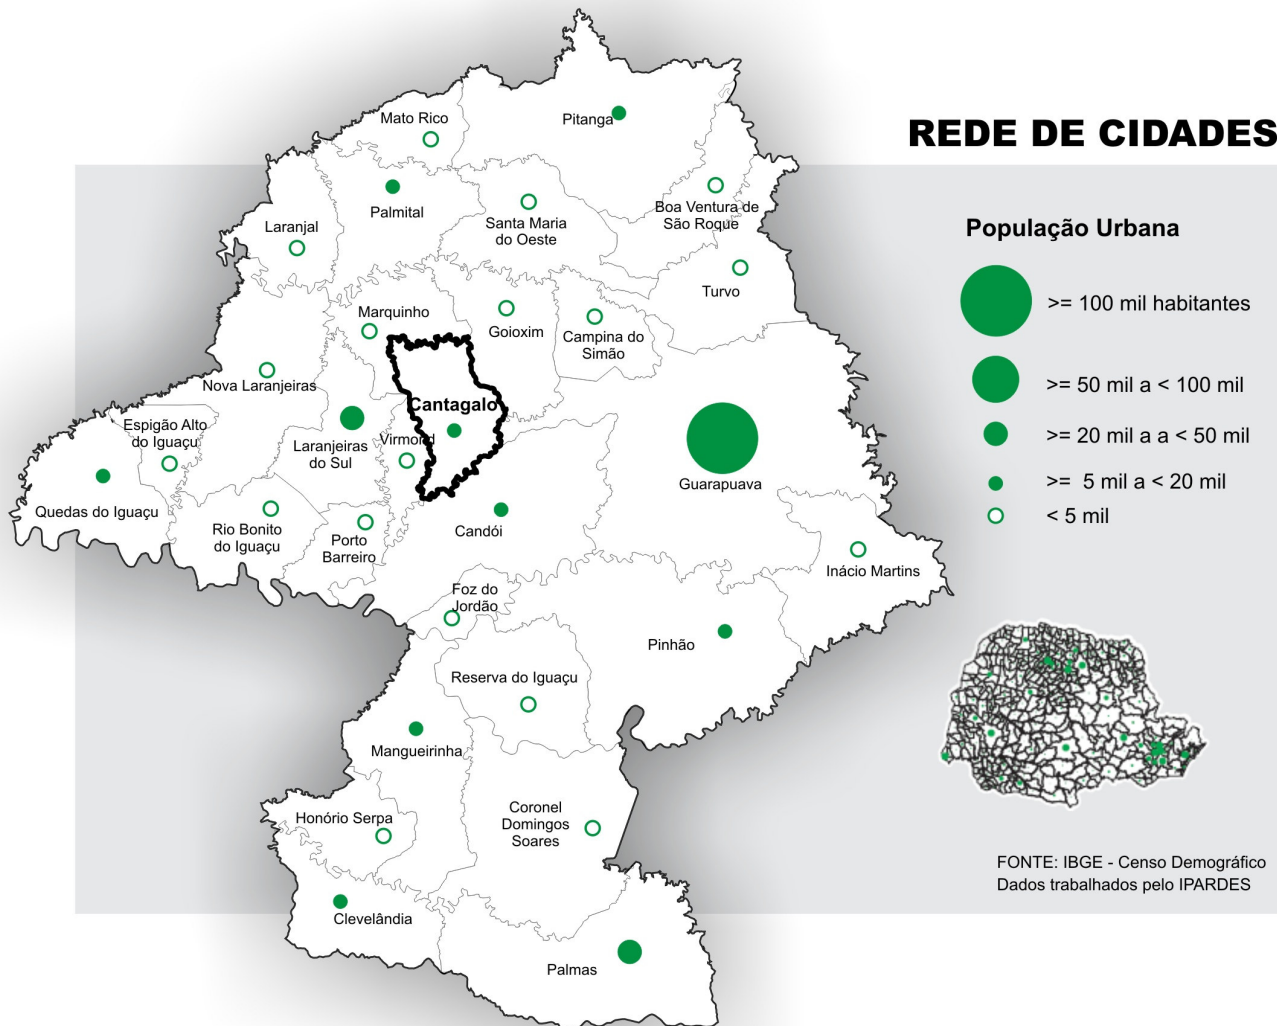 REDE DE CIDADES
População Urbana
>= 100 mil habitantes
>= 50 mil a < 100 mil
>= 20 mil a a < 50 mil
>= 5 mil a < 20 mil
< 5 mil
Mato Rico
Pitanga
Palmital
Laranjal
Santa Maria
do Oeste
Boa Ventura de
São Roque
Turvo
Marquinho
Goioxim
Campina do
Simão
Nova Laranjeiras
Cantagalo
Espigão Alto
do Iguaçu
Laranjeiras
do Sul
Virmond
Guarapuava
Quedas do Iguaçu
Rio Bonito
do Iguaçu
Porto
Barreiro
Candói
Inácio Martins
Foz do
Jordão
Pinhão
Reserva do Iguaçu
Mangueirinha
Honório Serpa
Coronel
Domingos
Soares
Clevelândia
Palmas
FONTE: IBGE - Censo Demográfico
Dados trabalhados pelo IPARDES